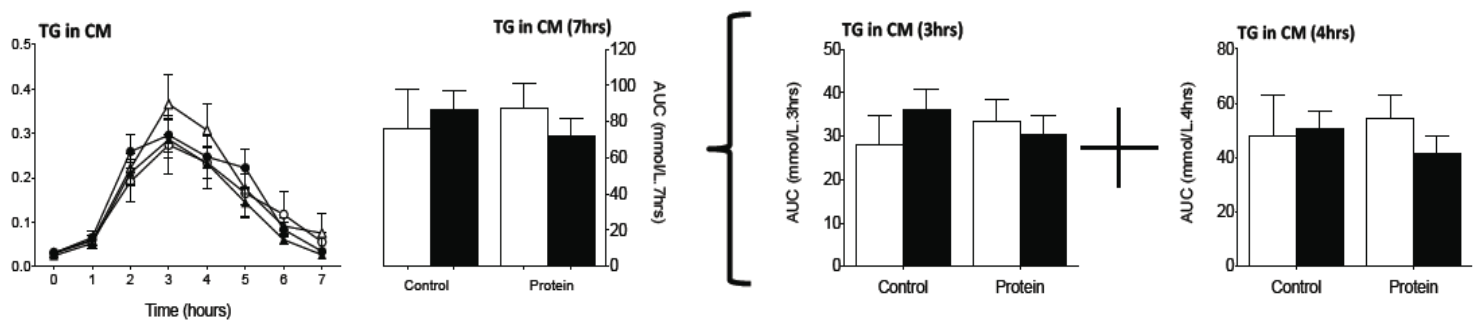 TG in CM
0.5
0.4
0.3
0.2
0.1
0.0
0 1 2 3 4 5 6 7
Time (hours)
TG in CM (7hrs)
120
100
80
60
40
20
0
AUC (mmol/L.7hrs)
Control Protein
TG in CM (3hrs)
50
40
30
20
10
0
AUC (mmol/L.3hrs)
Control Protein
TG in CM (4hrs)
80
60
40
20
0
AUC (mmol/L.4hrs)
Control Protein